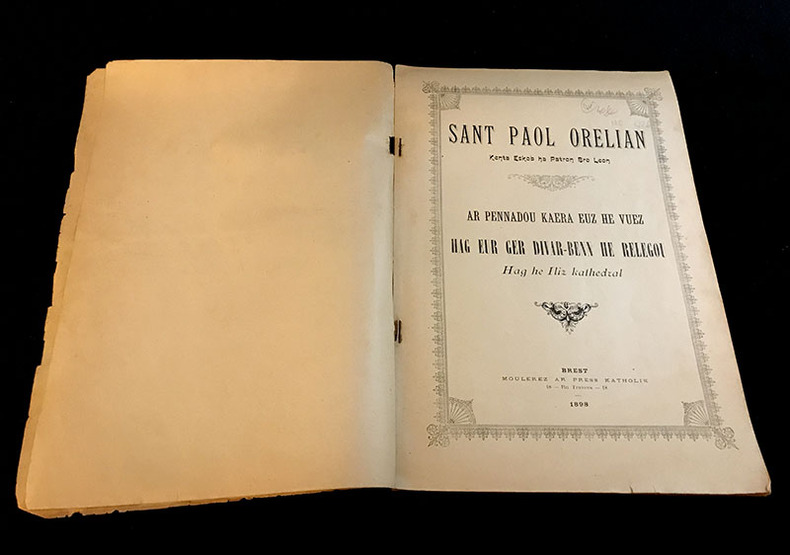 SANT PAOL ORELIAN
Kenta Eskob ha Patron Bro Leon
AR PENNADOU KAERA EUZ HE VUEZ
HAG EUR GER DIVAR-BENN HE RELEGOU
Hag he Iliz kathedral
BREST
MOULEREZ AR PRESS KATHOLIK
1898